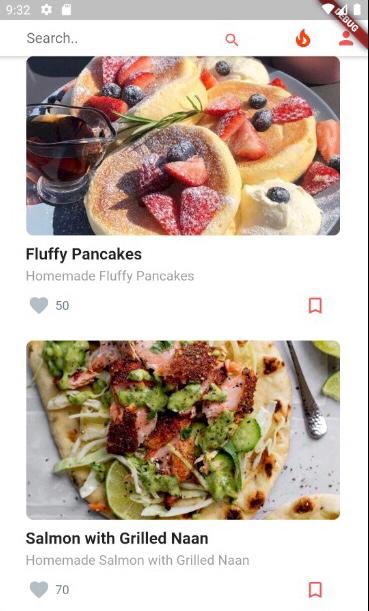 9:32
DEBUG
Search..
Fluffy Pancakes
Homemade Fluffy Pancakes
50
Salmon with Grilled Naan
Homemade Salmon with Grilled Naan
70